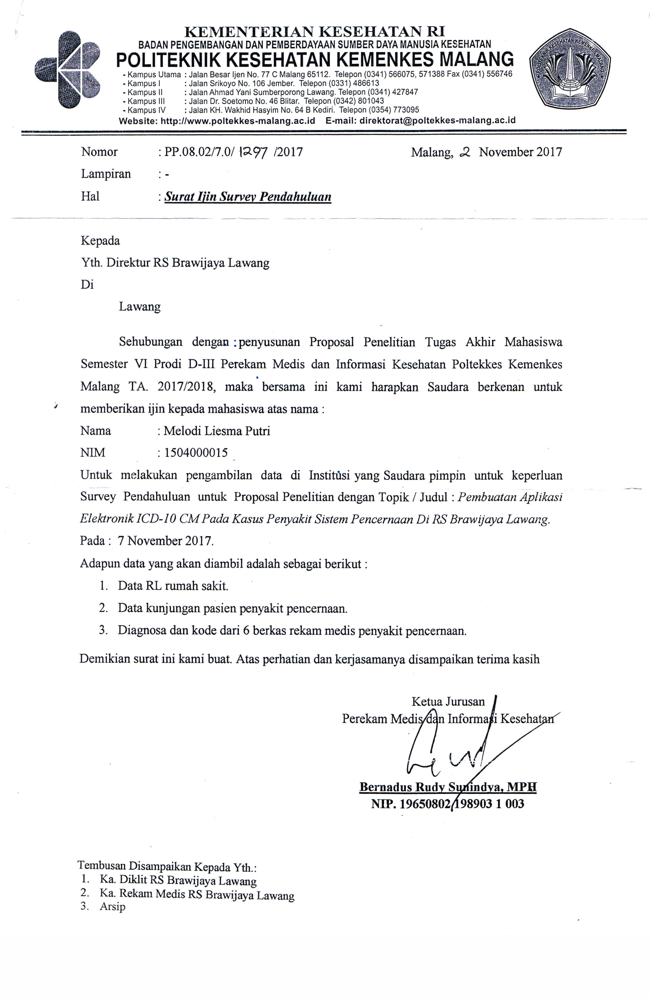 KEMENTERIAN KESEHATAN RI
BADAN PENGEMBANGAN DAN PEMBERDAYAAN SUMBER DAYA MANUSIA KESEHATAN
POLITEKNIK KESEHATAN KEMENKES MALANG
- Kampus Utama : Jalan Besar Ijen No. 77 C Malang 65112. Telepon (0341) 566075, 571388 Fax (0341) 556746
- Kampus I : Jalan Srikoyo No. 106 Jember. Telepon (0331) 486613
- Kampus II : Jalan Ahmad Yani Sumberporong Lawang. Telepon (0341) 427847
- Kampus III : Jalan Dr. Soetomo No. 46 Blitar. Telepon (0342) 801043
- Kampus IV : Jalan KH. Wakhid Hasyim No. 64 B Kediri. Telepon (0354) 773095
Website: http://www.poltekkes-malang.ac.id E-mail: direktorat@poltekkes-malang.ac.id
POLITEKNIK KESEHATAN KEMENKES MALANG
Nomor : PP.08.02/7.0/ 1297 /2017 Malang, 2 November 2017
Lampiran : -
Hal : Surat Ijin Survey Pendahuluan
Kepada
Yth. Direktur RS Brawijaya Lawang
Di
Lawang
Sehubungan dengan : penyusunan Proposal Penelitian Tugas Akhir Mahasiswa
Semester VI Prodi D-III Perekam Medis dan Informasi Kesehatan Poltekkes Kemenkes
Malang TA. 2017/2018, maka bersama ini kami harapkan Saudara berkenan untuk
memberikan ijin kepada mahasiswa atas nama :
Nama : Melodi Liesma Putri
NIM : 1504000015
Untuk melakukan pengambilan data di Institusi yang Saudara pimpin untuk keperluan
Survey Pendahuluan untuk Proposal Penelitian dengan Topik / Judul : Pembuatan Aplikasi
Elektronik ICD-10 CM Pada Kasus Penyakit Sistem Pencernaan Di RS Brawijaya Lawang.
Pada : 7 November 2017.
Adapun data yang akan diambil adalah sebagai berikut :
1. Data RL rumah sakit.
2. Data kunjungan pasien penyakit pencernaan.
3. Diagnosa dan kode dari 6 berkas rekam medis penyakit pencernaan.
Demikian surat ini kami buat. Atas perhatian dan kerjasamanya disampaikan terima kasih
Ketua Jurusan
Perekam Medis dan Informasi Kesehatan
Bernadus Rudy Sunindya, MPH
NIP. 19650802 198903 1 003
Tembusan Disampaikan Kepada Yth.:
1. Ka. Diklit RS Brawijaya Lawang
2. Ka. Rekam Medis RS Brawijaya Lawang
3. Arsip